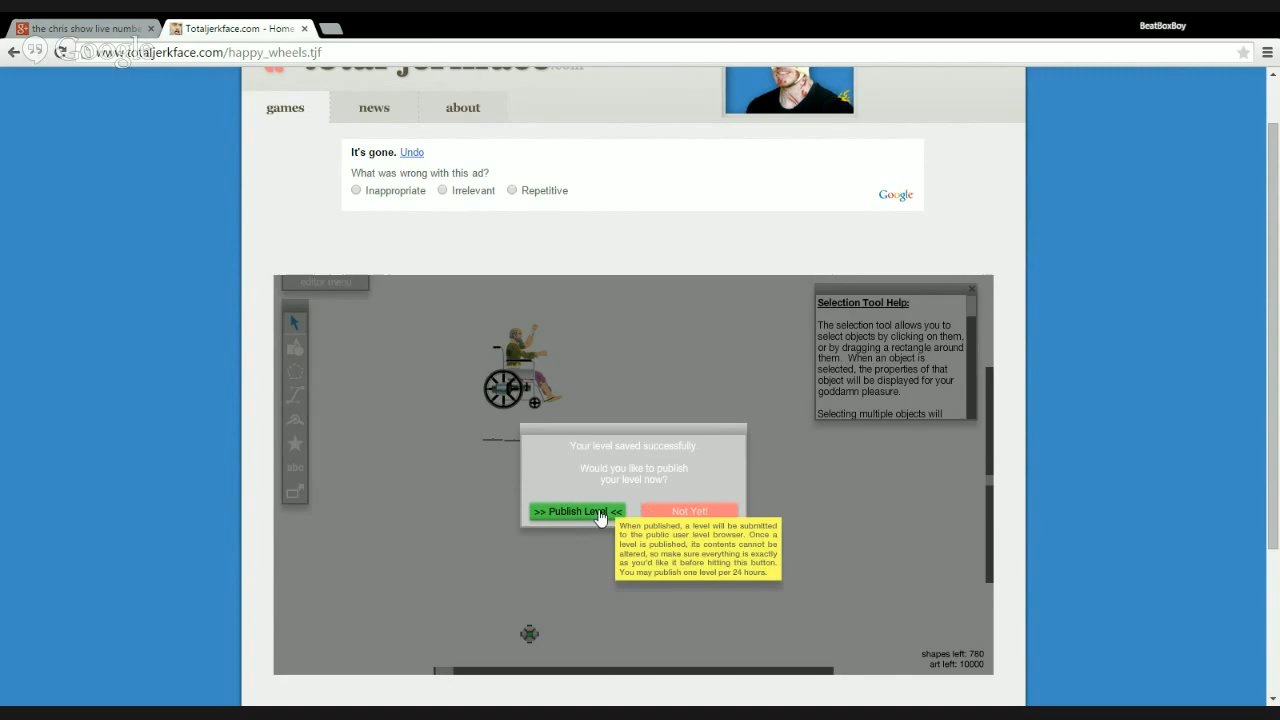 the chris show live numbe
Totaljerkface.com - Home
BeatBoxBoy
Google
www.totaljerkface.com/happy_wheels.tjf
games
news
about
It's gone. Undo
What was wrong with this ad?
Inappropriate
Irrelevant
Repetitive
Google
editor menu
Selection Tool Help:
The selection tool allows you to
select objects by clicking on them,
or by dragging a rectangle around
them. When an object is
selected, the properties of that
object will be displayed for your
goddamn pleasure.
Selecting multiple objects will
abc
Your level saved successfully.
Would you like to publish
your level now?
>> Publish Level <<
Not Yet!
When published, a level will be submitted
to the public user level browser. Once a
level is published, its contents cannot be
altered, so make sure everything is exactly
as you'd like it before hitting this button.
You may publish one level per 24 hours.
shapes left: 780
art left: 10000